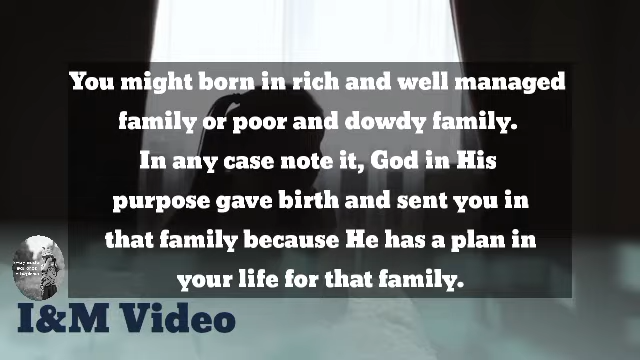 You might born in rich and well managed
family or poor and dowdy family.
In any case note it, God in His
purpose gave birth and sent you in
that family because He has a plan in
your life for that family.
I&M Video